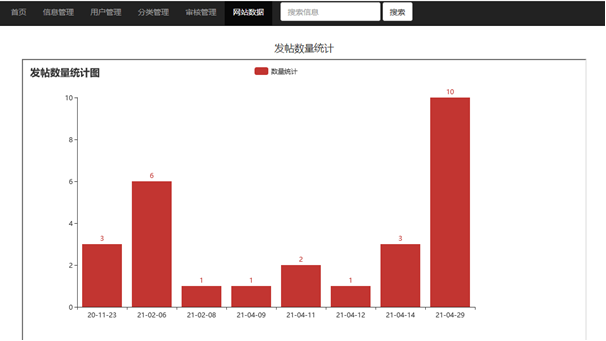 首页 信息管理 用户管理 分类管理 审核管理 网站数据 搜索信息 搜索
发帖数量统计
发帖数量统计图 数量统计
10
8
6
4
2
0
3 6 1 1 2 1 3 10
20-11-23 21-02-06 21-02-08 21-04-09 21-04-11 21-04-12 21-04-14 21-04-29